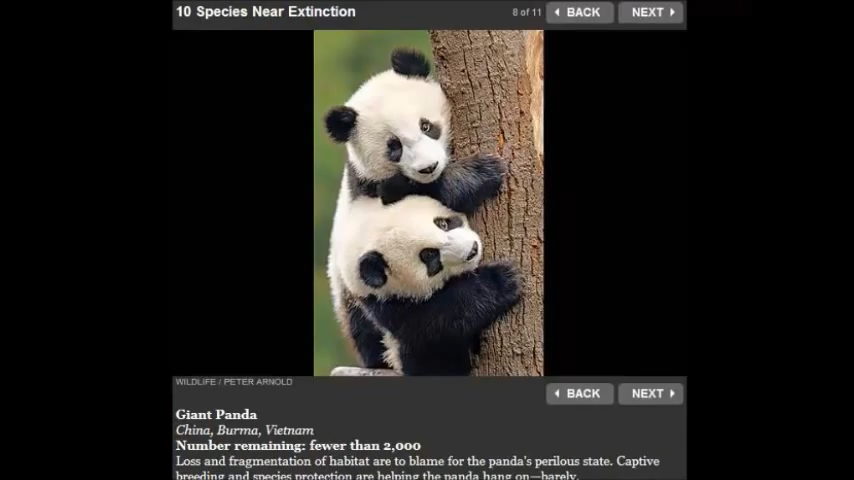 10 Species Near Extinction
8 of 11
BACK
NEXT
WILDLIFE / PETER ARNOLD
BACK
NEXT
Giant Panda
China, Burma, Vietnam
Number remaining: fewer than 2,000
Loss and fragmentation of habitat are to blame for the panda's perilous state. Captive
breeding and species protection are helping the panda hang on—barely.